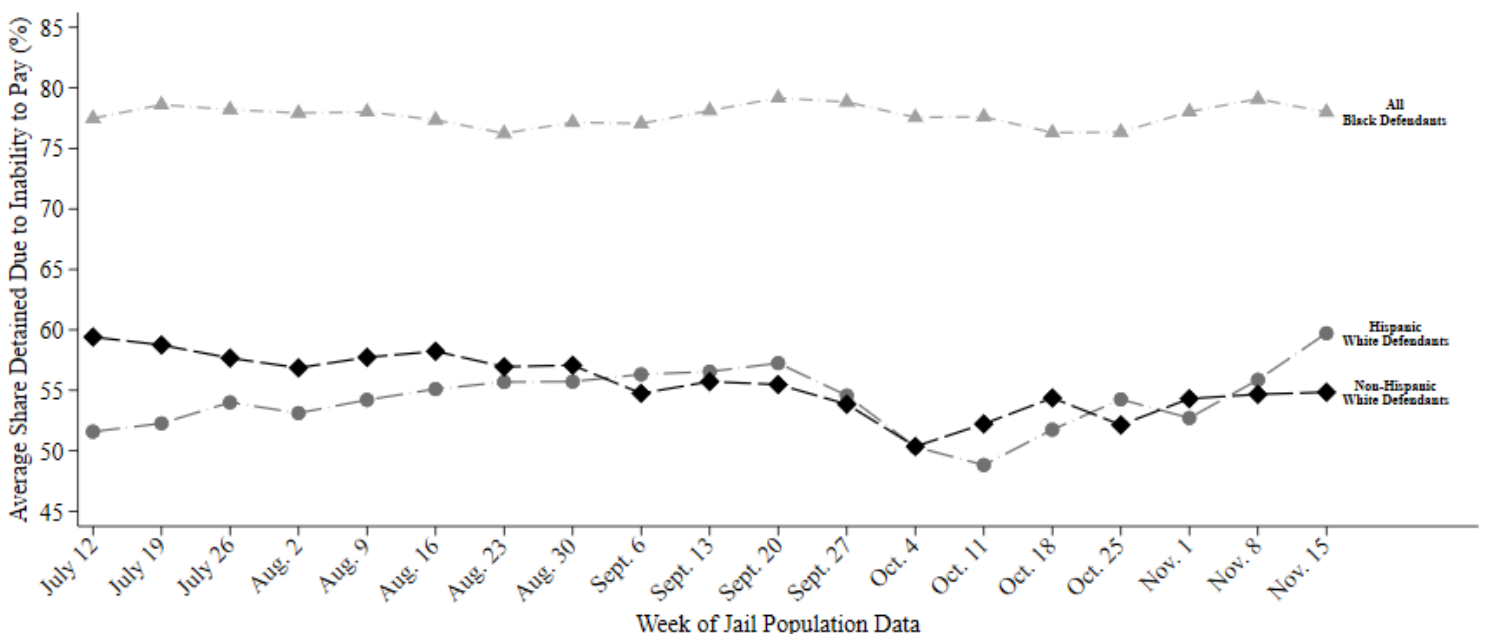 Average Share Detained Due to Inability to Pay (%)
85
80
75
70
65
60
55
50
45
All
Black Defendants
Hispanic
White Defendants
Non-Hispanic
White Defendants
July 12
July 19
July 26
Aug. 2
Aug. 9
Aug. 16
Aug. 23
Aug. 30
Sept. 6
Sept. 13
Sept. 20
Sept. 27
Oct. 4
Oct. 11
Oct. 18
Oct. 25
Nov. 1
Nov. 8
Nov. 15
Week of Jail Population Data